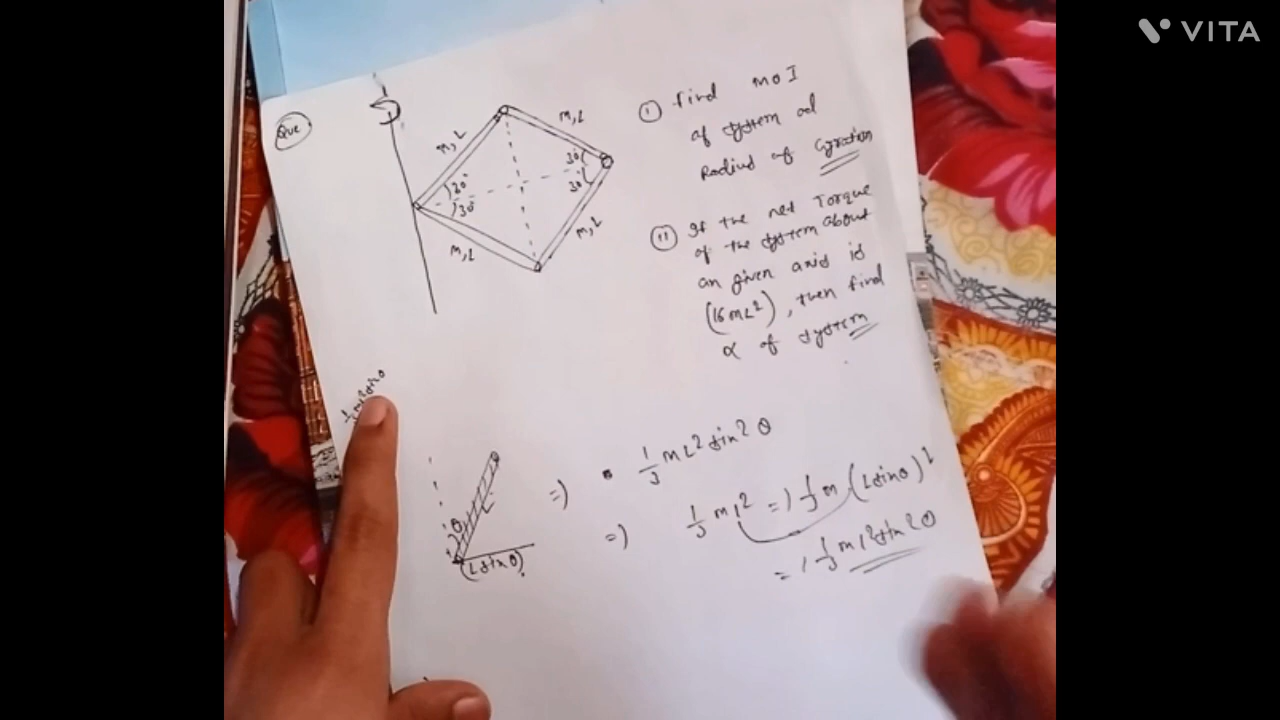 VITA
Que
m, L
m, L
30°
30°
30°
30°
m, L
m, L
I find MOI
of system ad
Radius of Gyration
II If the net Torque
of the system about
an given axis is
(16 mL²), then find
α of system
θ
L
(L sin θ)
=) 1/3 mL² sin² θ
=) 1/3 mL² =) 1/3 m (L sin θ)²
=) 1/3 mL² sin² θ